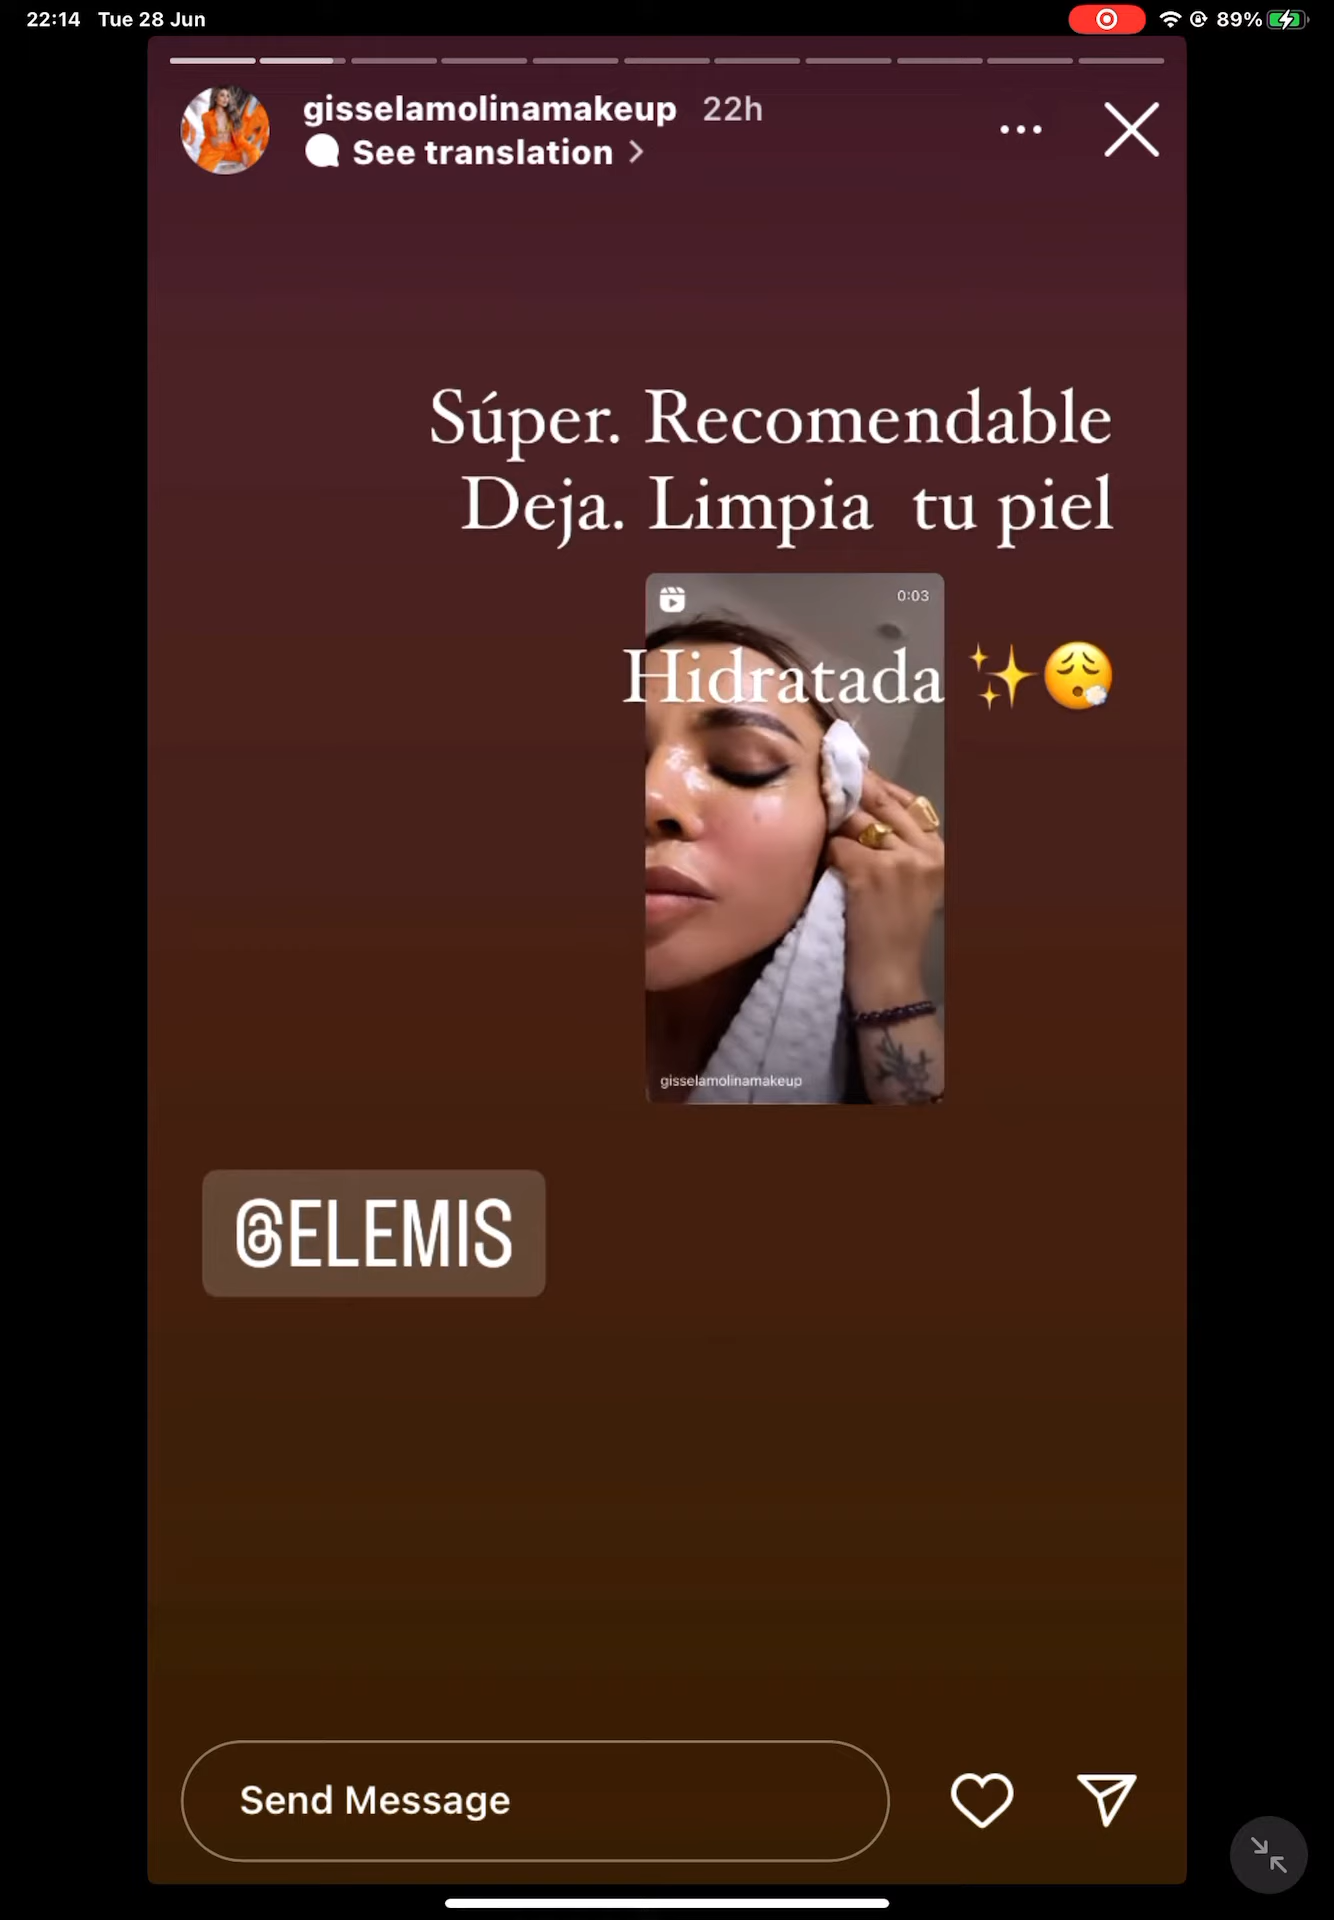 22:14 Tue 28 Jun
89%
gisselamolinamakeup 22h
See translation
Súper. Recomendable
Deja. Limpia tu piel
0:03
Hidratada ✨😮‍💨
gisselamolinamakeup
@ELEMIS
Send Message